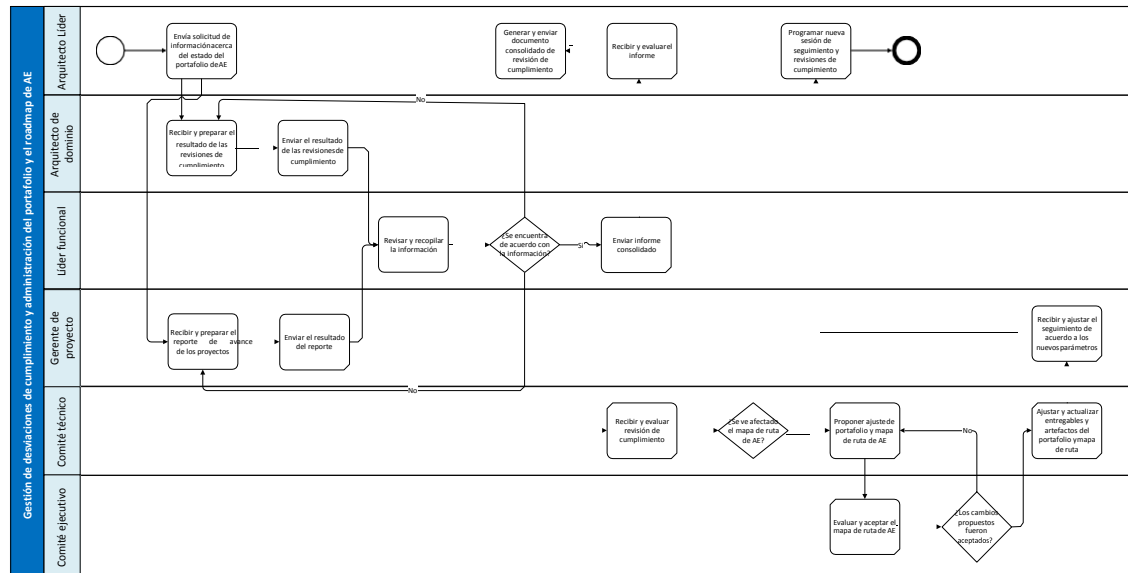 Gestión de desviaciones de cumplimiento y administración del portafolio y el roadmap de AE
Arquitecto Líder
Envía solicitud de
información acerca
del estado del
portafolio de AE
Generar y enviar
documento
consolidado de
revisión de
cumplimiento
Recibir y evaluar el
informe
Programar nueva
sesión de
seguimiento y
revisiones de
cumpimiento
Arquitecto de
dominio
No
Recibir y preparar el
resultado de las
revisiones de
cumplimiento
Enviar el resultado
de las revisiones de
cumplimiento
Líder funcional
Revisar y recopilar
la información
¿Se encuentra
de acuerdo con
la información?
Si
Enviar informe
consolidado
Gerente de
proyecto
Recibir y preparar el
reporte de avance
de los proyectos
Enviar el resultado
del reporte
Recibir y ajustar el
seguimiento de
acuerdo a los
nuevos parámetros
No
Comité técnico
Recibir y evaluar
revisión de
cumplimiento
¿Se ve afectado
el mapa de ruta
de AE?
Proponer ajuste de
portafolio y mapa
de ruta de AE
No
Ajustar y actualizar
entregables y
artefactos del
portafolio y mapa
de ruta
Comité ejecutivo
Evaluar y aceptar el
mapa de ruta de AE
¿Los cambios
propuestos
fueron
aceptados?